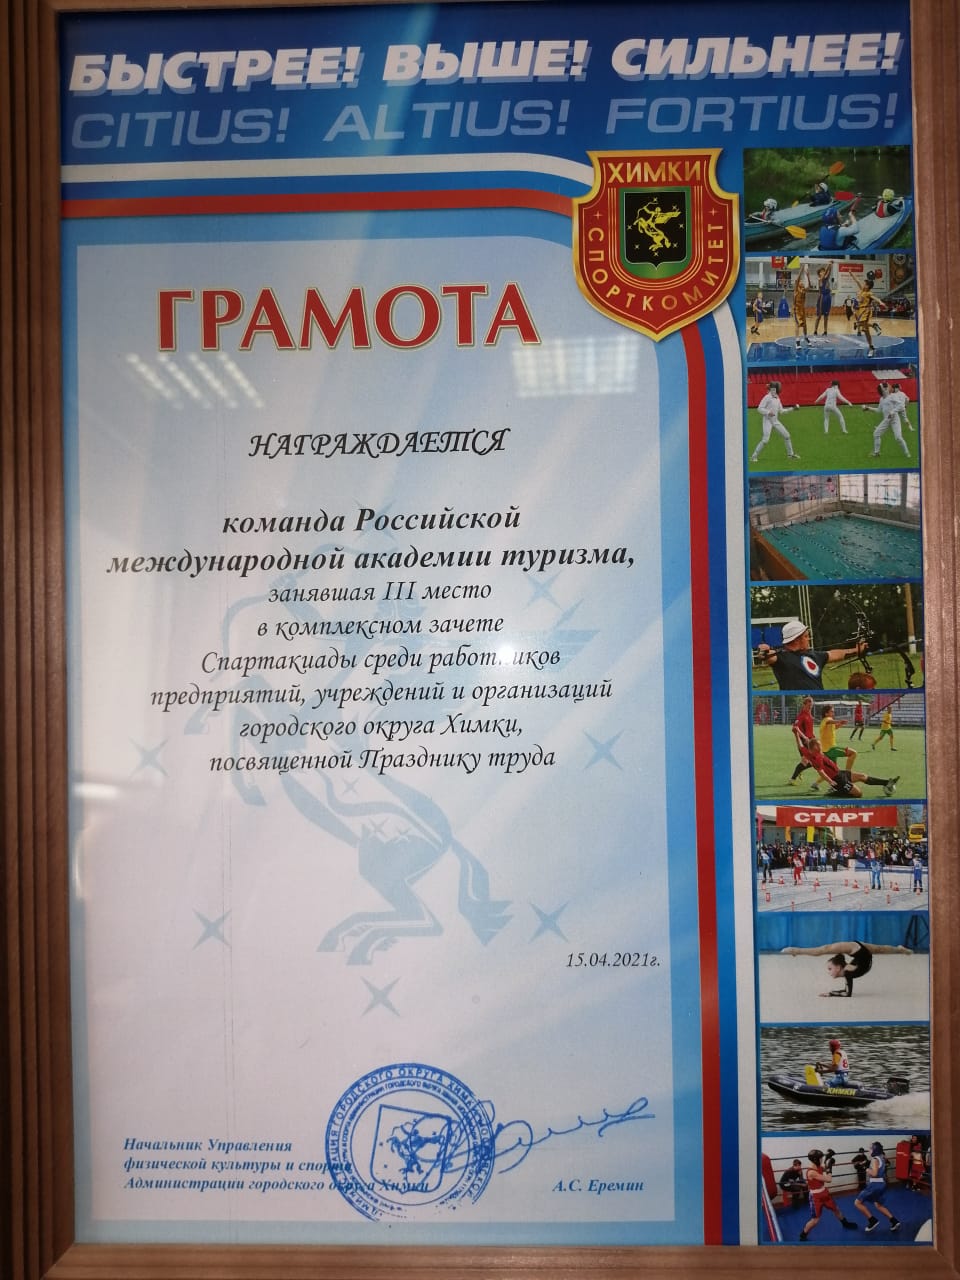 БЫСТРЕЕ! ВЫШЕ! СИЛЬНЕЕ!
CITIUS! ALTIUS! FORTIUS!
ХИМКИ
СПОРТКОМИТЕТ
ГРАМОТА
НАГРАЖДАЕТСЯ
команда Российской
международной академии туризма,
занявшая III место
в комплексном зачете
Спартакиады среди работников
предприятий, учреждений и организаций
городского округа Химки,
посвященной Празднику труда
СТАРТ
15.04.2021г.
ХИМКИ
Начальник Управления
физической культуры и спорта
Администрации городского округа Химки
А.С. Еремин